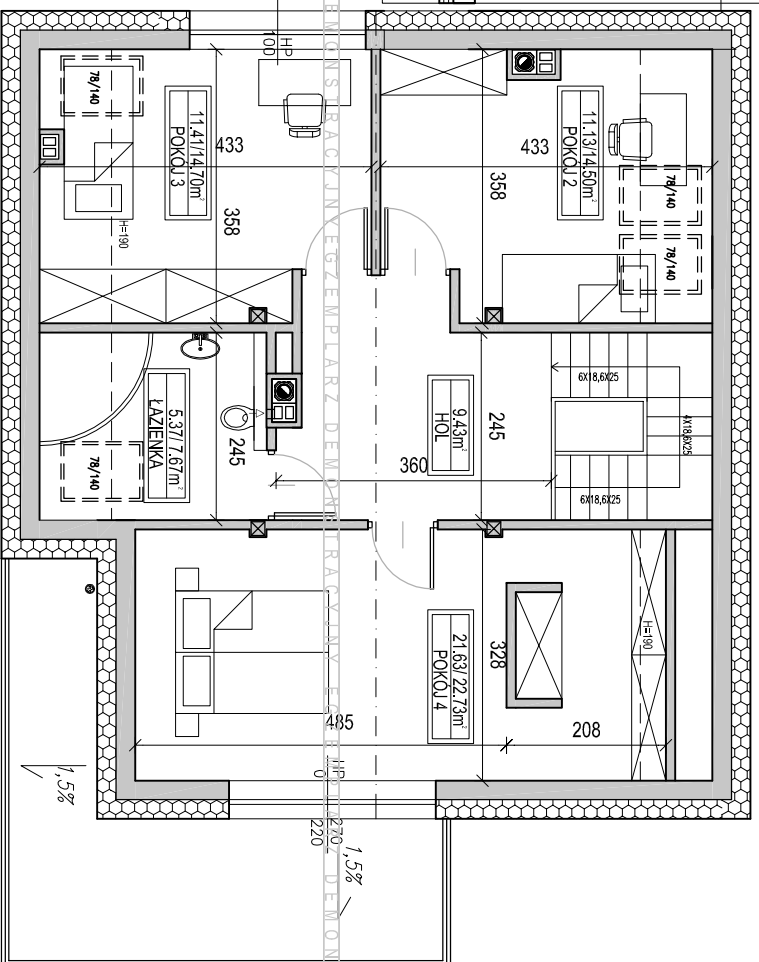 DEMONSTRACYJNY EGZEMPLARZ DEMONSTRACYJNY EGZEMPLARZ DEMON
HP
100
78/140
11.41/14.70m²
POKÓJ 3
433
358
H=190
11.13/14.50m²
POKÓJ 2
433
358
78/140
78/140
5.37/ 7.67m²
ŁAZIENKA
245
78/140
9.43m²
HOL
245
360
6X18,6X25
4X18,6X25
6X18,6X25
21.63/ 22.73m²
POKÓJ 4
328
H=190
485
208
HP
0
270
220
1,5%
1,5%